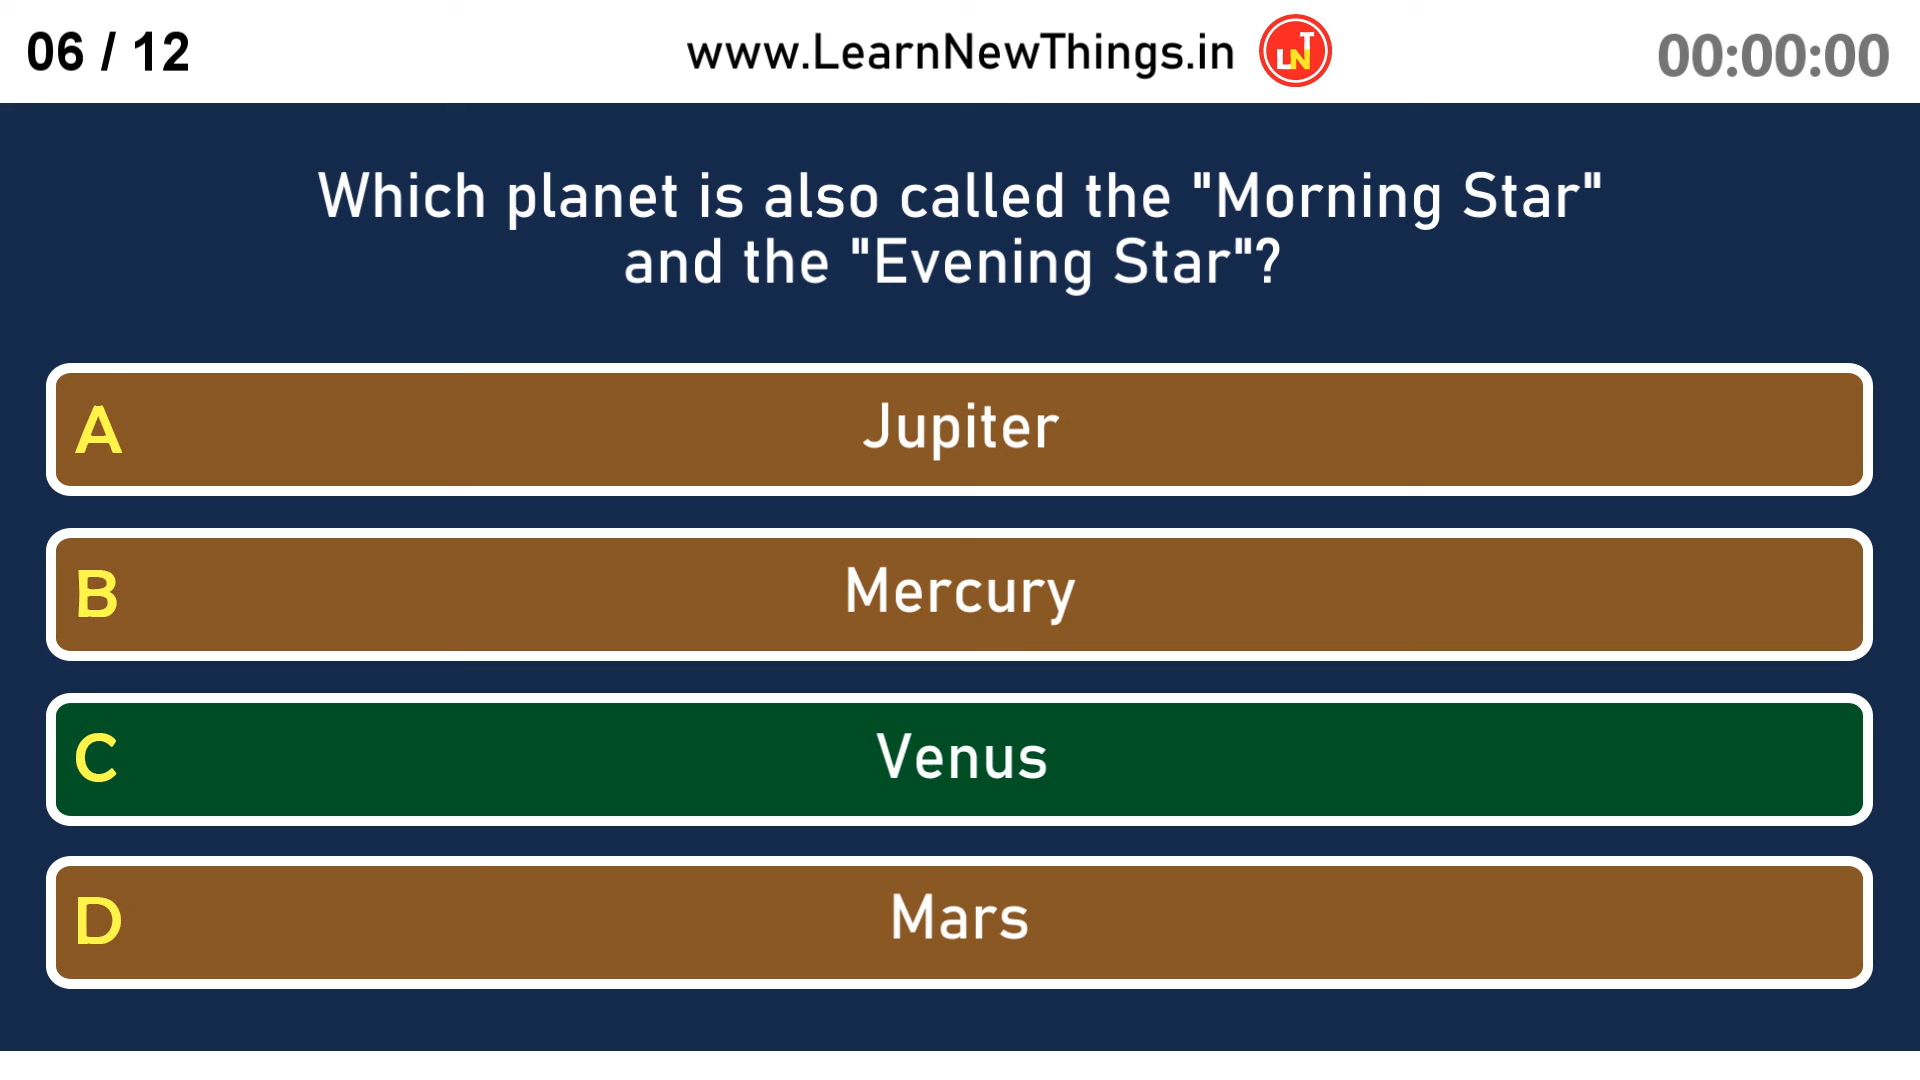 06 / 12
www.LearnNewThings.in
LNT
00:00:00
Which planet is also called the "Morning Star"
and the "Evening Star"?
A Jupiter
B Mercury
C Venus
D Mars